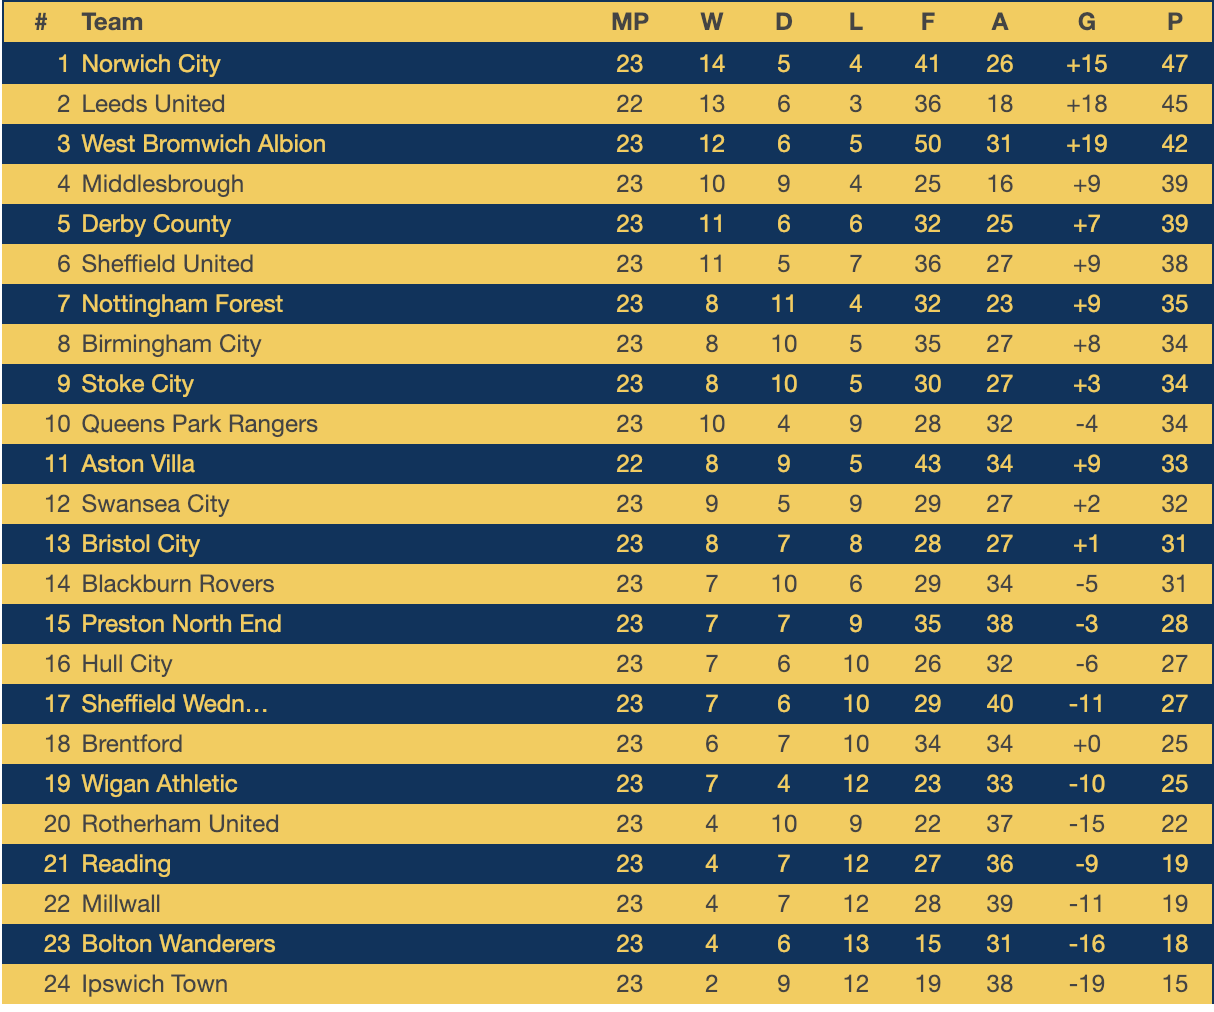 # Team MP W D L F A G P
1 Norwich City 23 14 5 4 41 26 +15 47
2 Leeds United 22 13 6 3 36 18 +18 45
3 West Bromwich Albion 23 12 6 5 50 31 +19 42
4 Middlesbrough 23 10 9 4 25 16 +9 39
5 Derby County 23 11 6 6 32 25 +7 39
6 Sheffield United 23 11 5 7 36 27 +9 38
7 Nottingham Forest 23 8 11 4 32 23 +9 35
8 Birmingham City 23 8 10 5 35 27 +8 34
9 Stoke City 23 8 10 5 30 27 +3 34
10 Queens Park Rangers 23 10 4 9 28 32 -4 34
11 Aston Villa 22 8 9 5 43 34 +9 33
12 Swansea City 23 9 5 9 29 27 +2 32
13 Bristol City 23 8 7 8 28 27 +1 31
14 Blackburn Rovers 23 7 10 6 29 34 -5 31
15 Preston North End 23 7 7 9 35 38 -3 28
16 Hull City 23 7 6 10 26 32 -6 27
17 Sheffield Wedn... 23 7 6 10 29 40 -11 27
18 Brentford 23 6 7 10 34 34 +0 25
19 Wigan Athletic 23 7 4 12 23 33 -10 25
20 Rotherham United 23 4 10 9 22 37 -15 22
21 Reading 23 4 7 12 27 36 -9 19
22 Millwall 23 4 7 12 28 39 -11 19
23 Bolton Wanderers 23 4 6 13 15 31 -16 18
24 Ipswich Town 23 2 9 12 19 38 -19 15